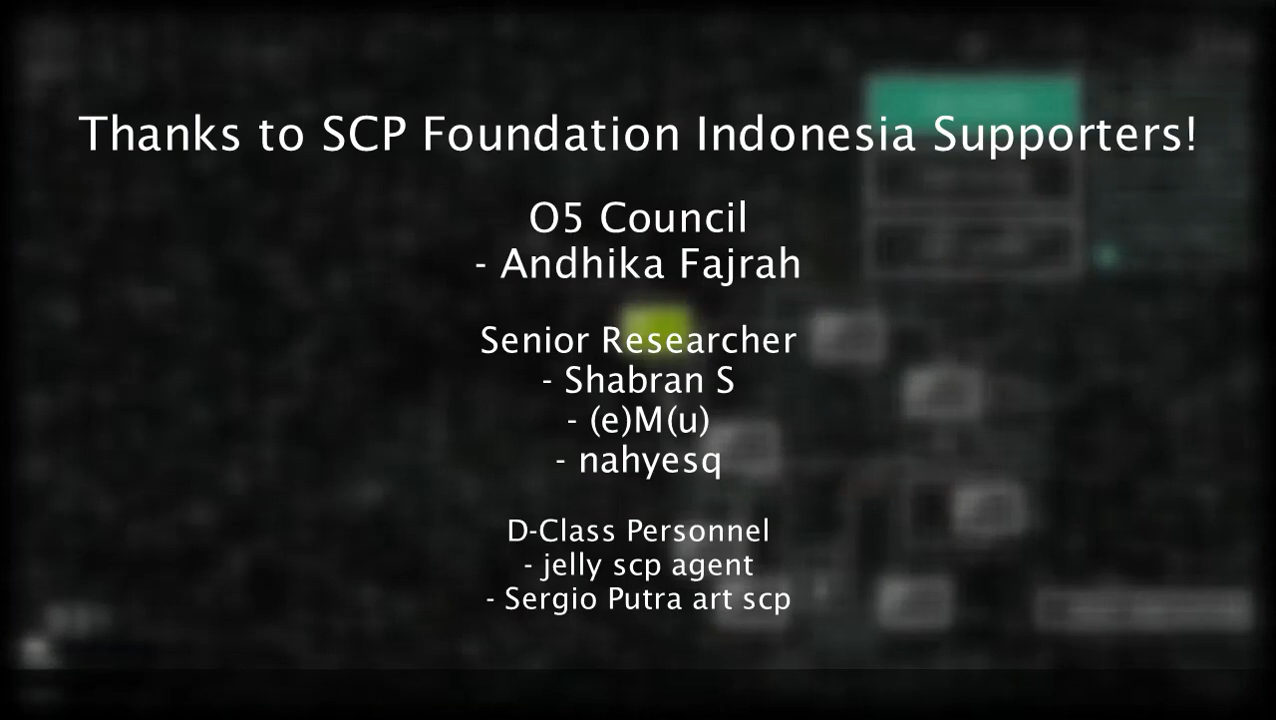 Thanks to SCP Foundation Indonesia Supporters!
O5 Council
- Andhika Fajrah
Senior Researcher
- Shabran S
- (e)M(u)
- nahyesq
D-Class Personnel
- jelly scp agent
- Sergio Putra art scp